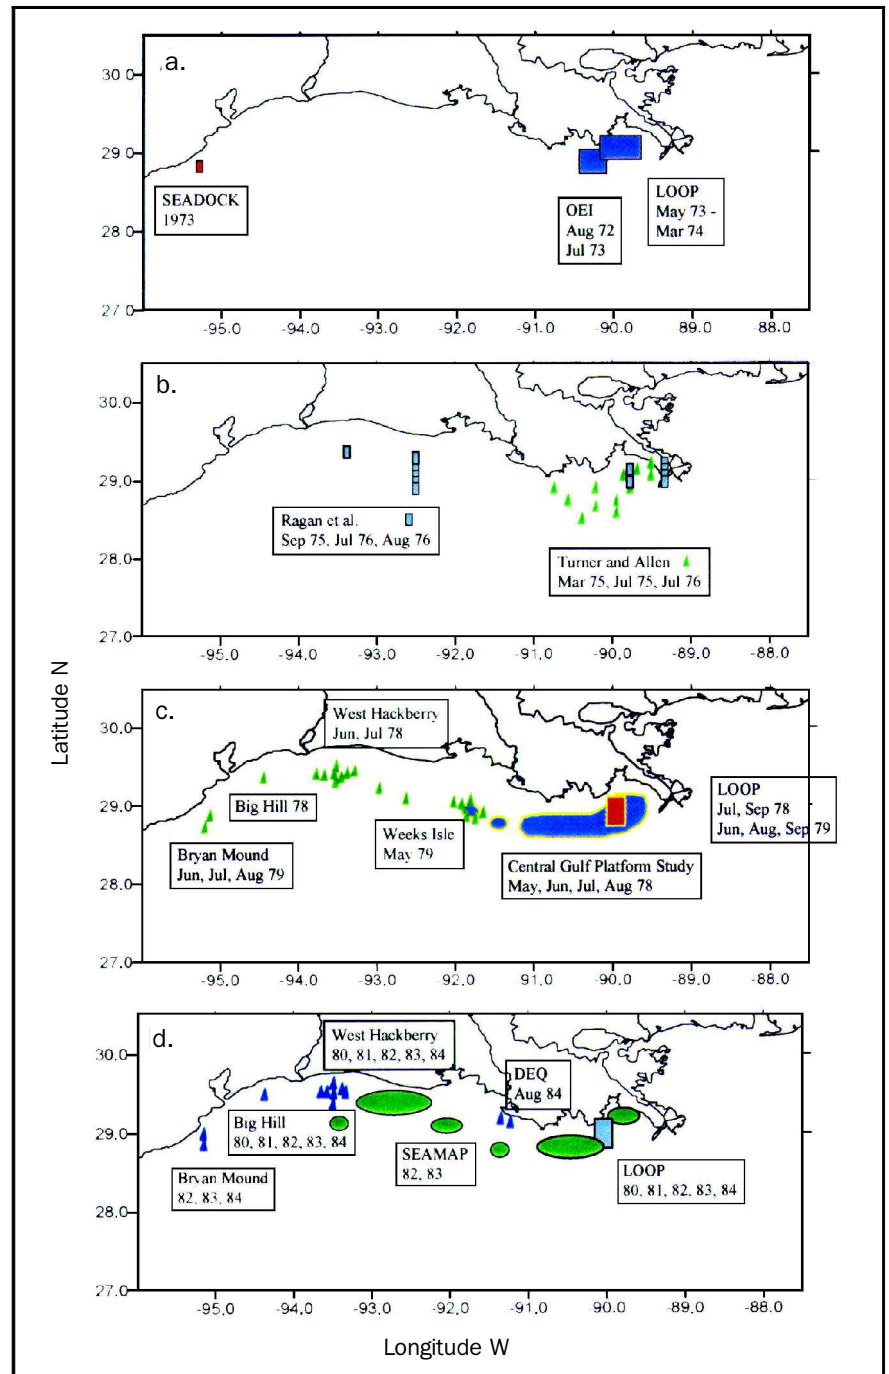 a.
30 0
29 0
28 0
27 0
SEADOCK
1973
OEI
Aug 72
Jul 73
LOOP
May 73 -
Mar 74
-95.0 -94.0 -93.0 -92.0 -91.0 -90.0 -89.0 -88.0
b.
30.0
29.0
28.0
27.0
Ragan et al.
Sep 75, Jul 76, Aug 76
Turner and Allen
Mar 75, Jul 75, Jul 76
-95.0 -94.0 -93.0 -92.0 -91.0 -90.0 -89.0 -88.0
Latitude N
c.
30.0
29.0
28.0
27.0
West Hackberry
Jun, Jul 78
Big Hill 78
Bryan Mound
Jun, Jul, Aug 79
Weeks Isle
May 79
Central Gulf Platform Study
May, Jun, Jul, Aug 78
LOOP
Jul, Sep 78
Jun, Aug, Sep 79
-95.0 -94.0 -93.0 -92.0 -91.0 -90.0 -89.0 -88.0
d.
30.0
29.0
28.0
27.0
West Hackberry
80, 81, 82, 83, 84
DEQ
Aug 84
Big Hill
80, 81, 82, 83, 84
Bryan Mound
82, 83, 84
SEAMAP
82, 83
LOOP
80, 81, 82, 83, 84
-95.0 -94.0 -93.0 -92.0 -91.0 -90.0 -89.0 -88.0
Longitude W